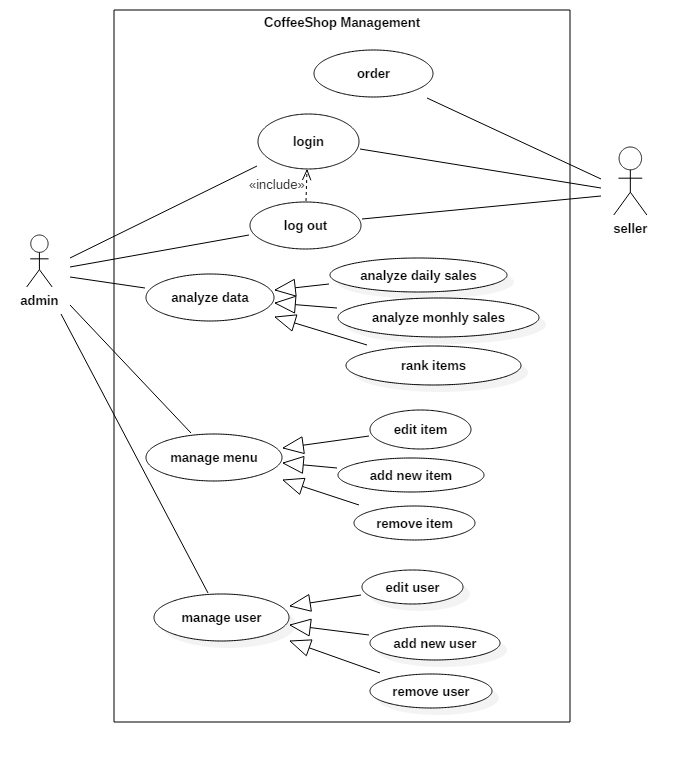 CoffeeShop Management
order
login
«include»
log out
seller
admin
analyze data
analyze daily sales
analyze monhly sales
rank items
edit item
manage menu
add new item
remove item
edit user
manage user
add new user
remove user